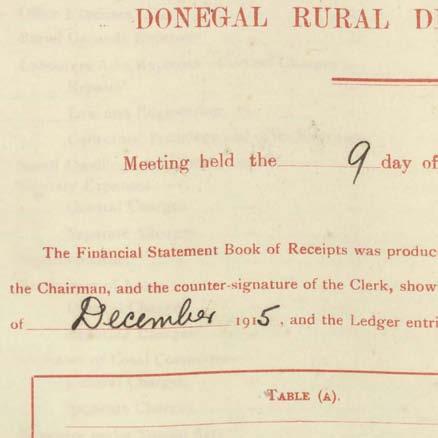 DONEGAL RURAL D
Meeting held the 9 day of
The Financial Statement Book of Receipts was produc
the Chairman, and the counter-signature of the Clerk, show
of December 1915, and the Ledger entri
TABLE (A).